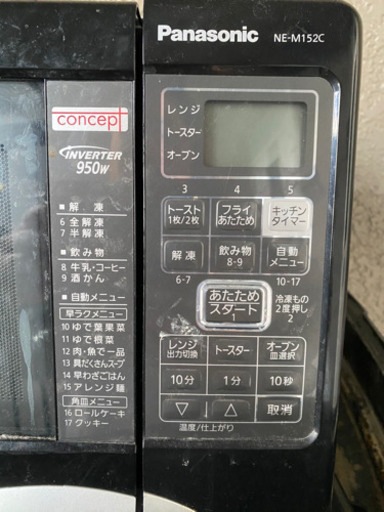 Panasonic NE-M152C
レンジ
トースター
オーブン
concept
INVERTER
950W
■ 解 凍 ■
6 全解凍
7 半解凍
■ 飲み物 ■
8 牛乳・コーヒー
9 酒かん
■ 自動メニュー ■
早ラクメニュー
10 ゆで葉果菜
11 ゆで根菜
12 肉・魚で一品
13 具だくさんスープ
14 早わざごはん
15 アレンジ麺
角皿メニュー
16 ロールケーキ
17 クッキー
3 4 5
トースト 1枚/2枚
フライ あたため
キッチン タイマー
解凍
飲み物 8-9
自動 メニュー
6-7 10-17
あたため スタート 1
冷凍もの 2度押し 2
レンジ 出力切換
トースター
オーブン 皿選択
10分 1分 10秒
▽ △ 取消
温度/仕上がり